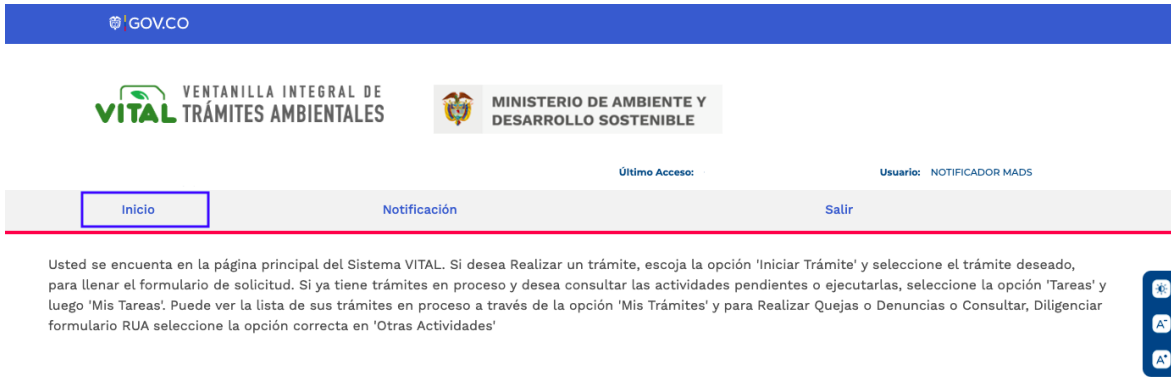 GOV.CO
VITAL
VENTANILLA INTEGRAL DE
TRÁMITES AMBIENTALES
MINISTERIO DE AMBIENTE Y
DESARROLLO SOSTENIBLE
Último Acceso: Usuario: NOTIFICADOR MADS
Inicio Notificación Salir
Usted se encuenta en la página principal del Sistema VITAL. Si desea Realizar un trámite, escoja la opción 'Iniciar Trámite' y seleccione el trámite deseado,
para llenar el formulario de solicitud. Si ya tiene trámites en proceso y desea consultar las actividades pendientes o ejecutarlas, seleccione la opción 'Tareas' y
luego 'Mis Tareas'. Puede ver la lista de sus trámites en proceso a través de la opción 'Mis Trámites' y para Realizar Quejas o Denuncias o Consultar, Diligenciar
formulario RUA seleccione la opción correcta en 'Otras Actividades'
A-
A+